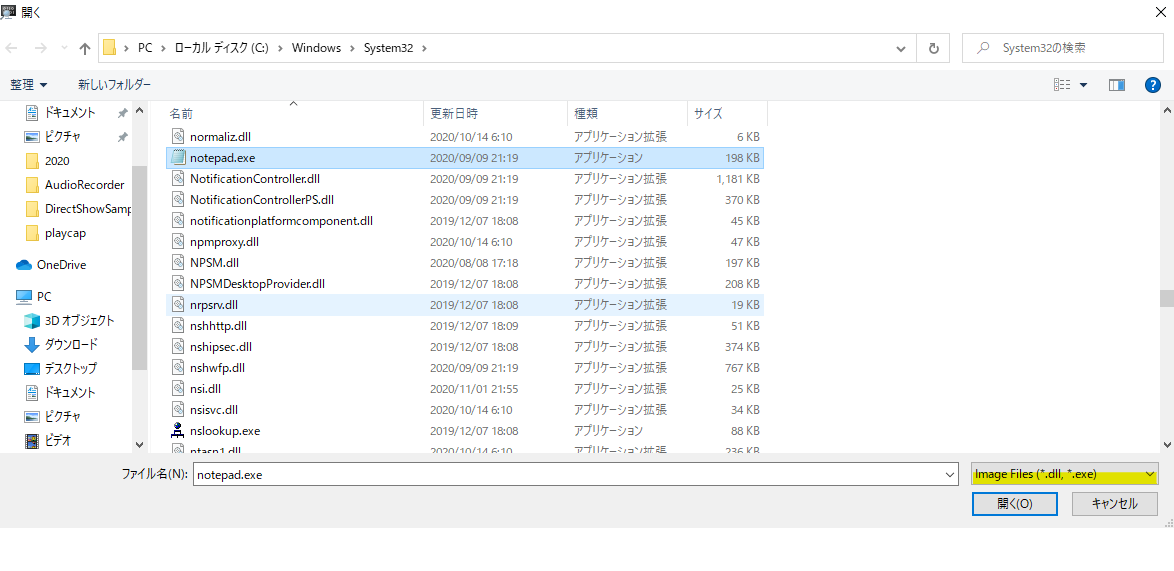 開く
PC › ローカル ディスク (C:) › Windows › System32 ›
System32の検索
整理 新しいフォルダー
ドキュメント
ピクチャ
2020
AudioRecorder
DirectShowSamp
playcap
OneDrive
PC
3D オブジェクト
ダウンロード
デスクトップ
ドキュメント
ピクチャ
ビデオ
名前 更新日時 種類 サイズ
normaliz.dll 2020/10/14 6:10 アプリケーション拡張 6 KB
notepad.exe 2020/09/09 21:19 アプリケーション 198 KB
NotificationController.dll 2020/09/09 21:19 アプリケーション拡張 1,181 KB
NotificationControllerPS.dll 2020/09/09 21:19 アプリケーション拡張 370 KB
notificationplatformcomponent.dll 2019/12/07 18:08 アプリケーション拡張 45 KB
npmproxy.dll 2020/10/14 6:10 アプリケーション拡張 47 KB
NPSM.dll 2020/08/08 17:18 アプリケーション拡張 197 KB
NPSMDesktopProvider.dll 2019/12/07 18:08 アプリケーション拡張 208 KB
nrpsrv.dll 2019/12/07 18:08 アプリケーション拡張 19 KB
nshhttp.dll 2019/12/07 18:09 アプリケーション拡張 51 KB
nshipsec.dll 2019/12/07 18:08 アプリケーション拡張 374 KB
nshwfp.dll 2020/09/09 21:19 アプリケーション拡張 767 KB
nsi.dll 2020/11/01 21:55 アプリケーション拡張 25 KB
nsisvc.dll 2020/10/14 6:10 アプリケーション拡張 34 KB
nslookup.exe 2019/12/07 18:08 アプリケーション 88 KB
ntasn1.dll 2020/10/14 6:10 アプリケーション拡張 236 KB
ファイル名(N): notepad.exe Image Files (*.dll, *.exe)
開く(O) キャンセル